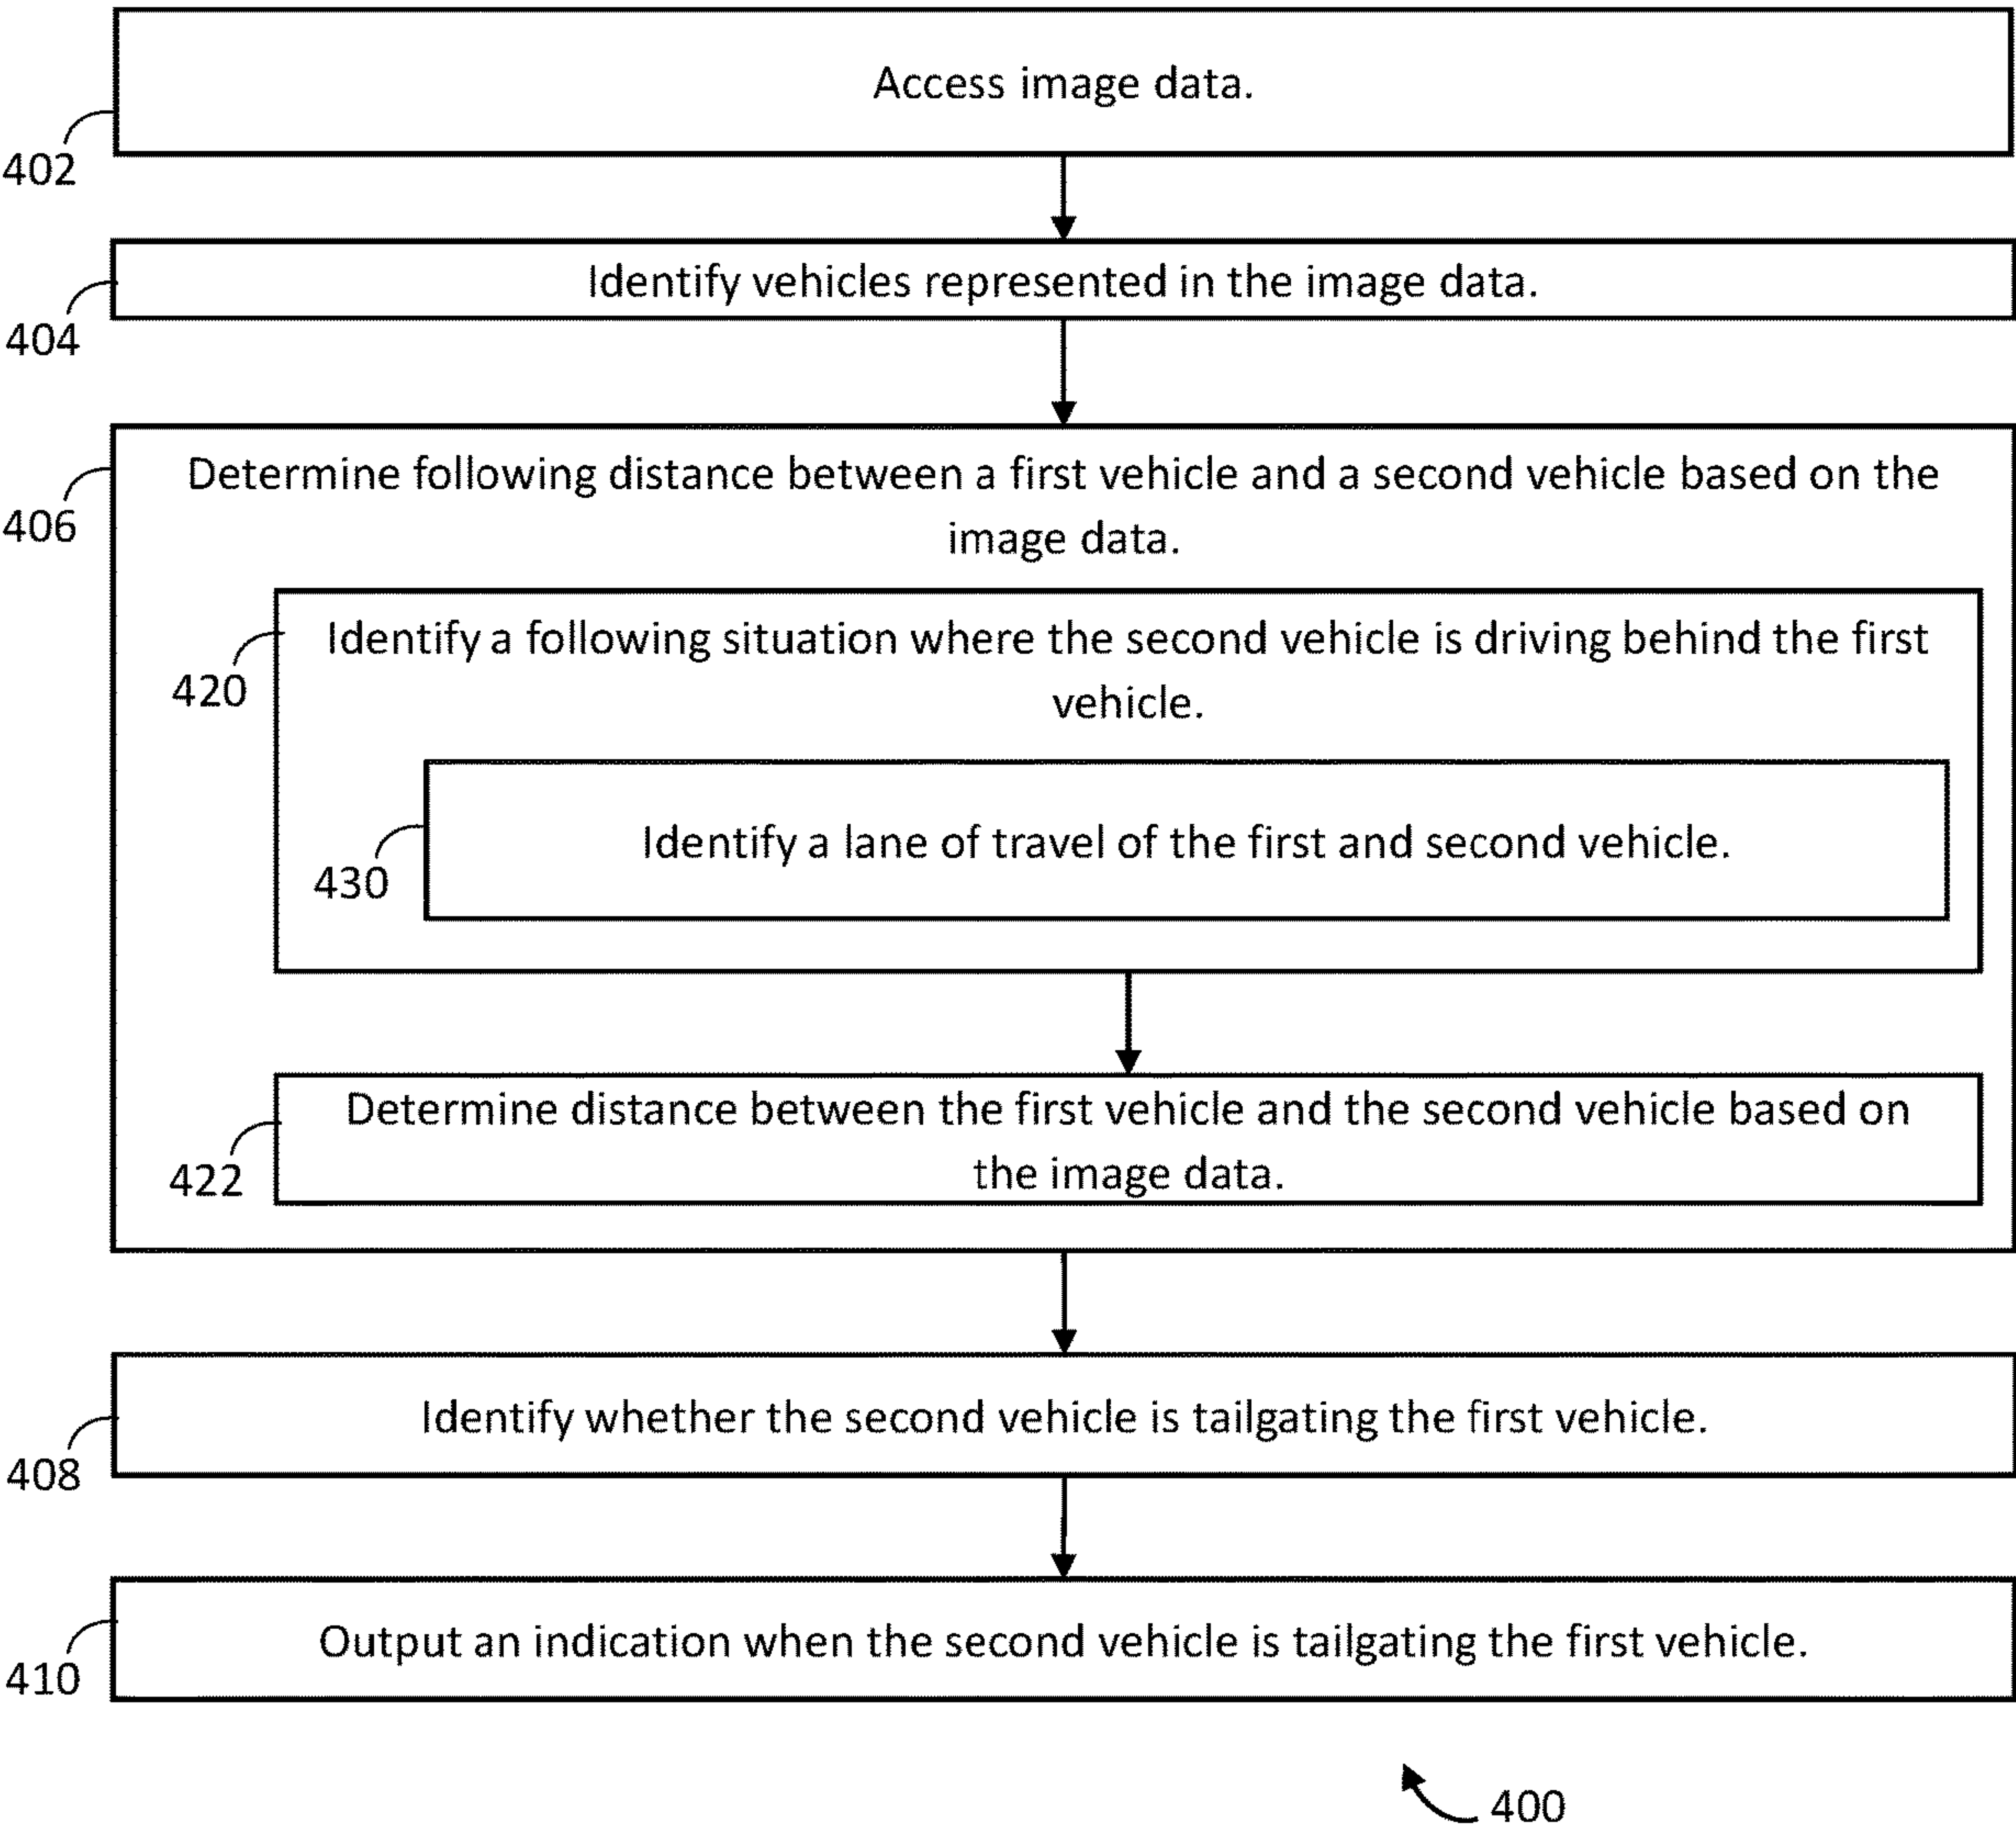 Access image data.
402
Identify vehicles represented in the image data.
404
Determine following distance between a first vehicle and a second vehicle based on the
image data.
406
Identify a following situation where the second vehicle is driving behind the first
vehicle.
420
Identify a lane of travel of the first and second vehicle.
430
Determine distance between the first vehicle and the second vehicle based on
the image data.
422
Identify whether the second vehicle is tailgating the first vehicle.
408
Output an indication when the second vehicle is tailgating the first vehicle.
410
400